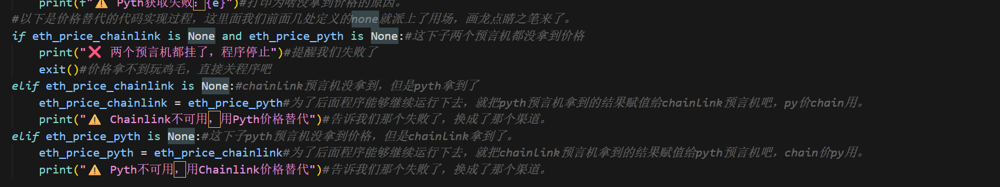 print(f"⚠️ Pyth获取失败：{e}")#打印为啥没拿到价格的原因。
#以下是价格替代的代码实现过程，这里面我们前面几处定义的none就派上了用场，画龙点睛之笔来了。
if eth_price_chainlink is None and eth_price_pyth is None:#这下子两个预言机都没拿到价格
print("❌ 两个预言机都挂了，程序停止")#提醒我们失败了
exit()#价格拿不到玩鸡毛，直接关程序吧
elif eth_price_chainlink is None:#chainlink预言机没拿到，但是pyth拿到了
eth_price_chainlink = eth_price_pyth#为了后面程序能够继续运行下去，就把pyth预言机拿到的结果赋值给chainlink预言机吧，py价chain用。
print("⚠️ Chainlink不可用，用Pyth价格替代")#告诉我们那个失败了，换成了那个渠道。
elif eth_price_pyth is None:#这下子pyth预言机没拿到价格，但是chainlink拿到了。
eth_price_pyth = eth_price_chainlink#为了后面程序能够继续运行下去，就把chainlink预言机拿到的结果赋值给pyth预言机吧，chain价py用。
print("⚠️ Pyth不可用，用Chainlink价格替代")#告诉我们那个失败了，换成了那个渠道。